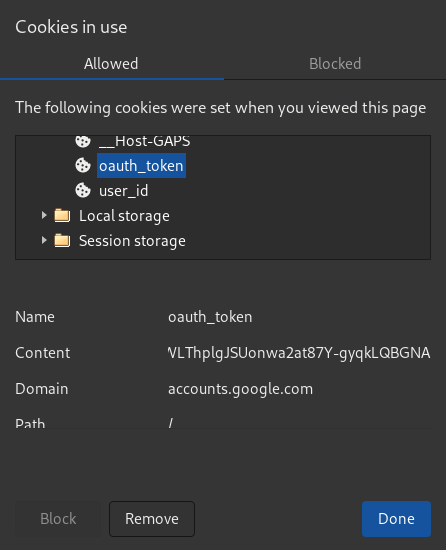 Cookies in use
Allowed
Blocked
The following cookies were set when you viewed this page
__Host-GAPS
oauth_token
user_id
Local storage
Session storage
Name oauth_token
Content VLThplgJSUonwa2at87Y-gyqkLQBGNA
Domain accounts.google.com
Path /
Block
Remove
Done